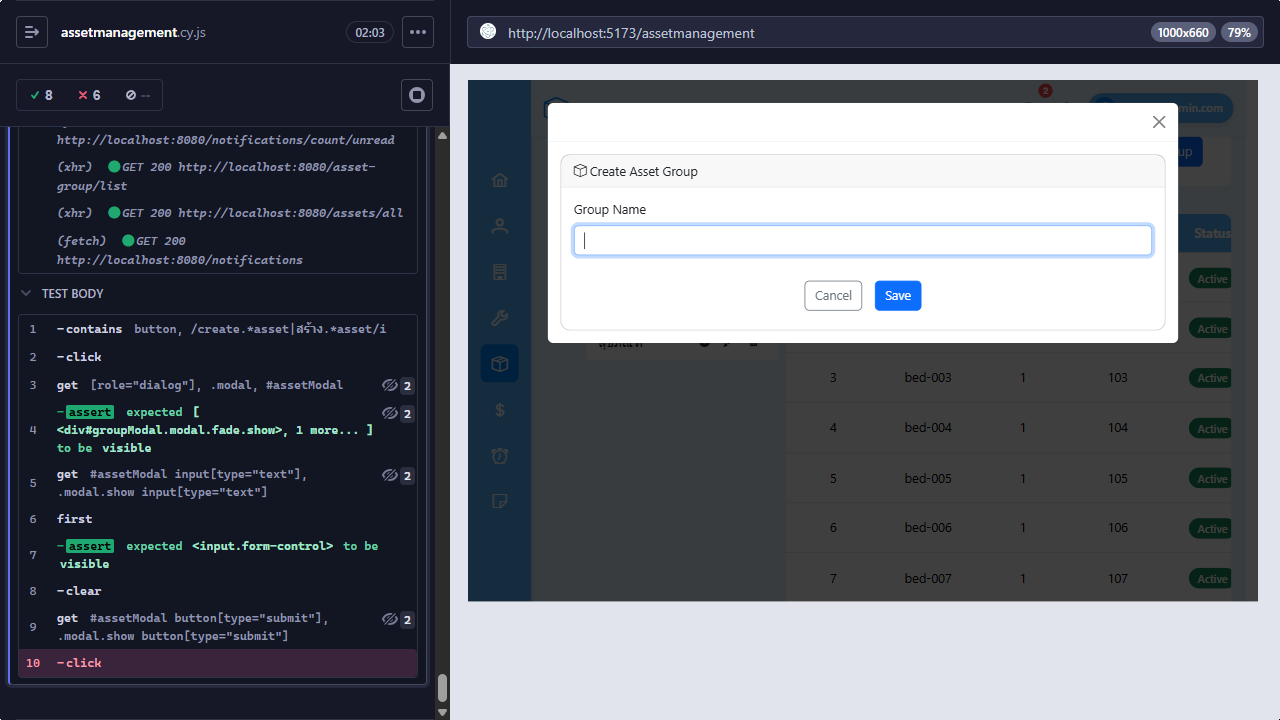 assetmanagement.cy.js
02:03
8
6
--
http://localhost:8080/notifications/count/unread
(xhr) GET 200 http://localhost:8080/asset-
group/list
(xhr) GET 200 http://localhost:8080/assets/all
(fetch) GET 200
http://localhost:8080/notifications
TEST BODY
1 -contains button, /create.*asset|สร้าง.*asset/i
2 -click
3 get [role="dialog"], .modal, #assetModal 2
4 -assert expected [ 2
<div#groupModal.modal.fade.show>, 1 more... ]
to be visible
5 get #assetModal input[type="text"], 2
.modal.show input[type="text"]
6 first
7 -assert expected <input.form-control> to be
visible
8 -clear
9 get #assetModal button[type="submit"], 2
.modal.show button[type="submit"]
10 -click
http://localhost:5173/assetmanagement
1000x660
79%
2
min.com
up
Create Asset Group
Group Name
Cancel
Save
Status
Active
Active
3 bed-003 1 103 Active
4 bed-004 1 104 Active
5 bed-005 1 105 Active
6 bed-006 1 106 Active
7 bed-007 1 107 Active